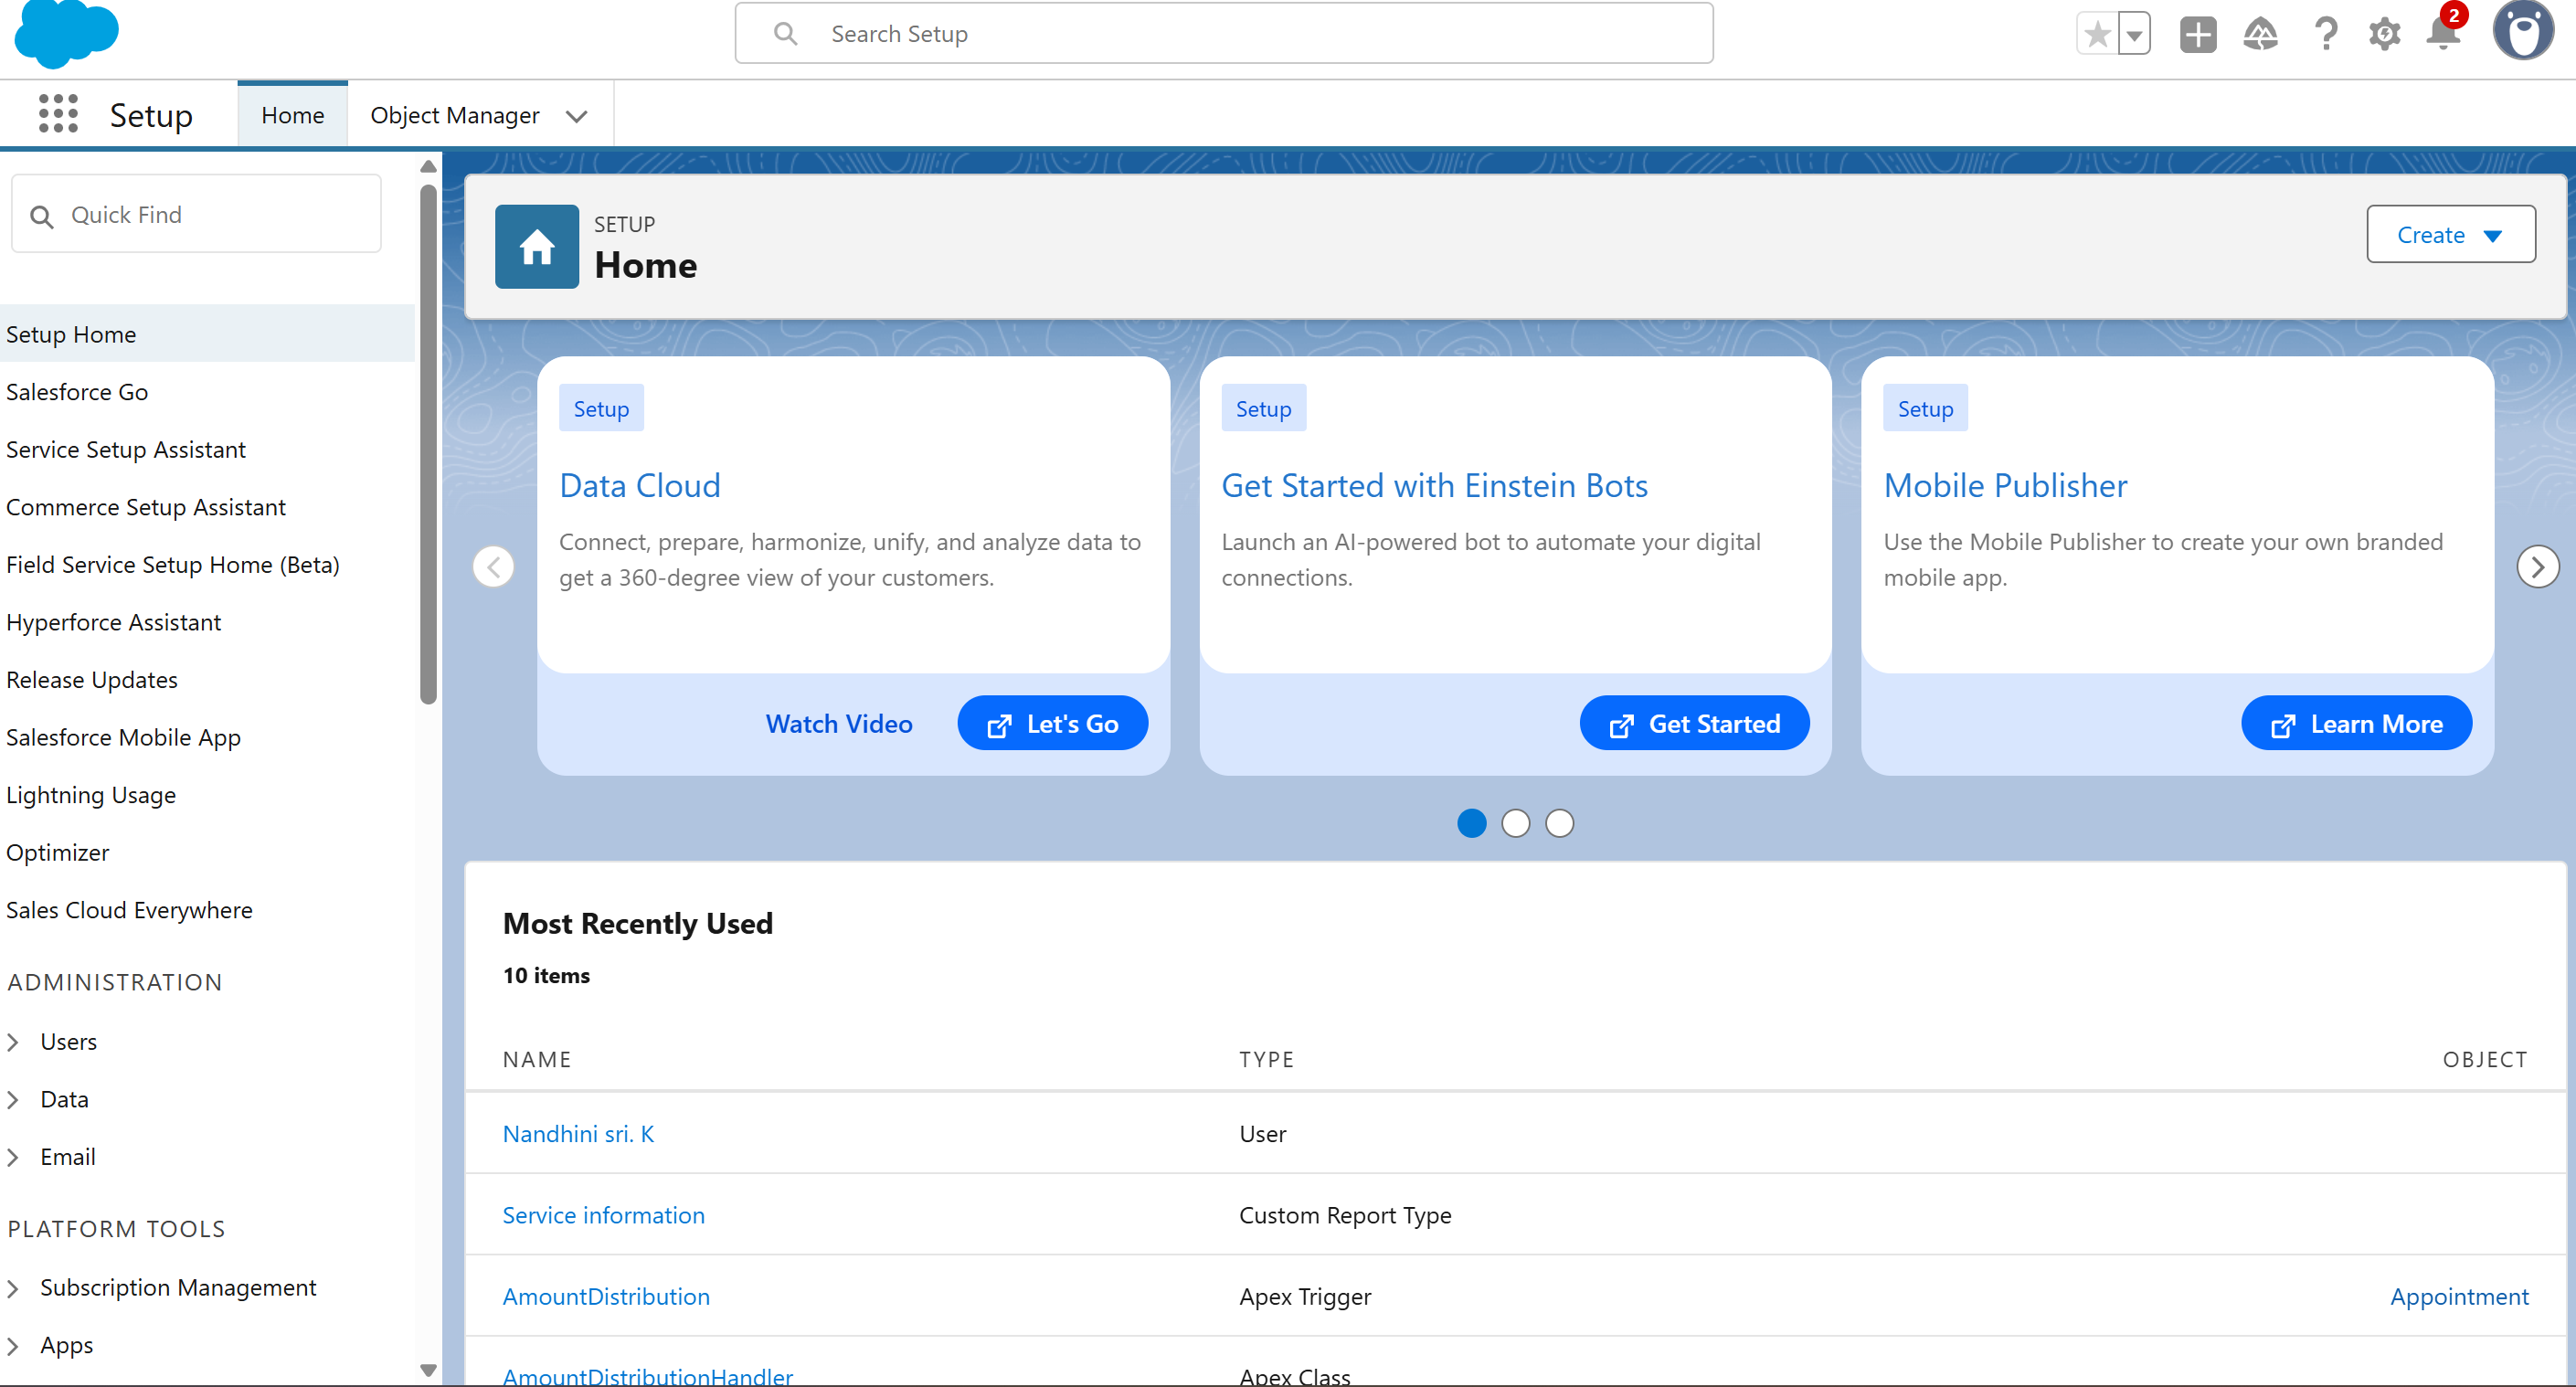 Search Setup
2
Setup
Home
Object Manager
Quick Find
Setup Home
Salesforce Go
Service Setup Assistant
Commerce Setup Assistant
Field Service Setup Home (Beta)
Hyperforce Assistant
Release Updates
Salesforce Mobile App
Lightning Usage
Optimizer
Sales Cloud Everywhere
ADMINISTRATION
Users
Data
Email
PLATFORM TOOLS
Subscription Management
Apps
SETUP
Home
Create
Setup
Data Cloud
Connect, prepare, harmonize, unify, and analyze data to
get a 360-degree view of your customers.
Watch Video
Let's Go
Setup
Get Started with Einstein Bots
Launch an AI-powered bot to automate your digital
connections.
Get Started
Setup
Mobile Publisher
Use the Mobile Publisher to create your own branded
mobile app.
Learn More
Most Recently Used
10 items
NAME TYPE OBJECT
Nandhini sri. K User
Service information Custom Report Type
AmountDistribution Apex Trigger Appointment
AmountDistributionHandler Apex Class